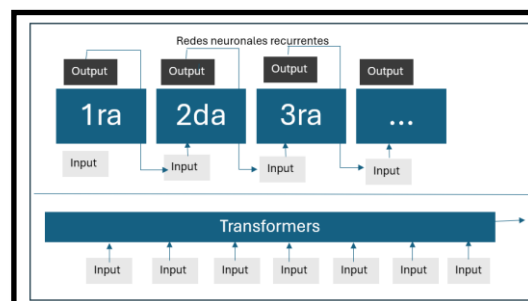 Redes neuronales recurrentes
Output Output Output Output
1ra 2da 3ra ...
Input Input Input Input
Transformers
Input Input Input Input Input Input Input